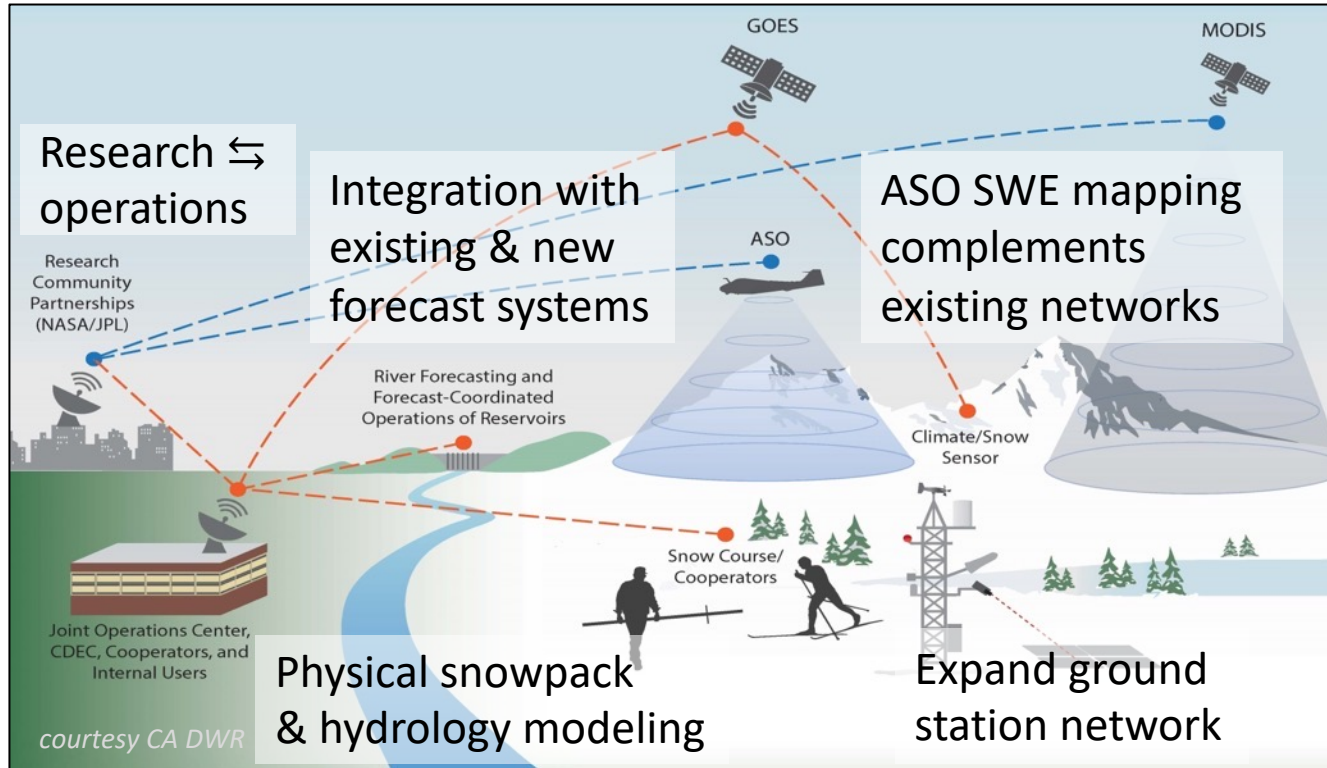 GOES
MODIS
Research ⇆
operations
Integration with
existing & new
forecast systems
ASO SWE mapping
complements
existing networks
ASO
Research
Community
Partnerships
(NASA/JPL)
River Forecasting and
Forecast-Coordinated
Operations of Reservoirs
Climate/Snow
Sensor
Snow Course/
Cooperators
Joint Operations Center,
CDEC, Cooperators, and
Internal Users
Physical snowpack
& hydrology modeling
Expand ground
station network
courtesy CA DWR